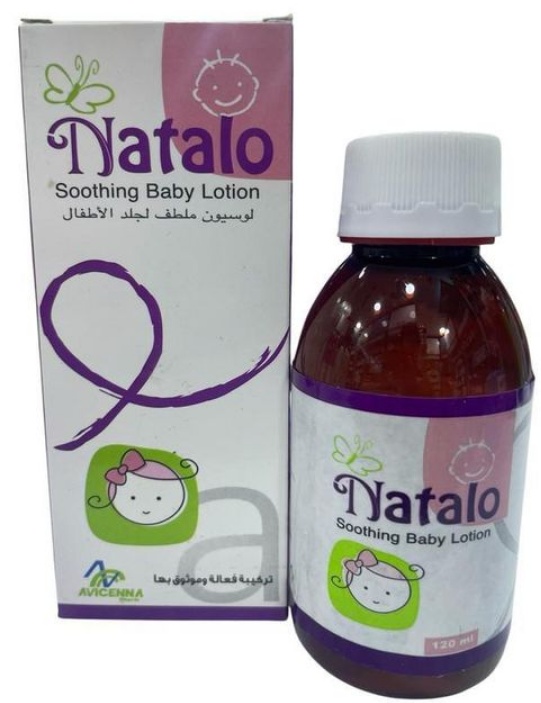 Natalo
Soothing Baby Lotion
لوسيون ملطف لجلد الأطفال
تركيبة فعالة وموثوق بها
AVICENNA
Natalo
Soothing Baby Lotion
120 ml